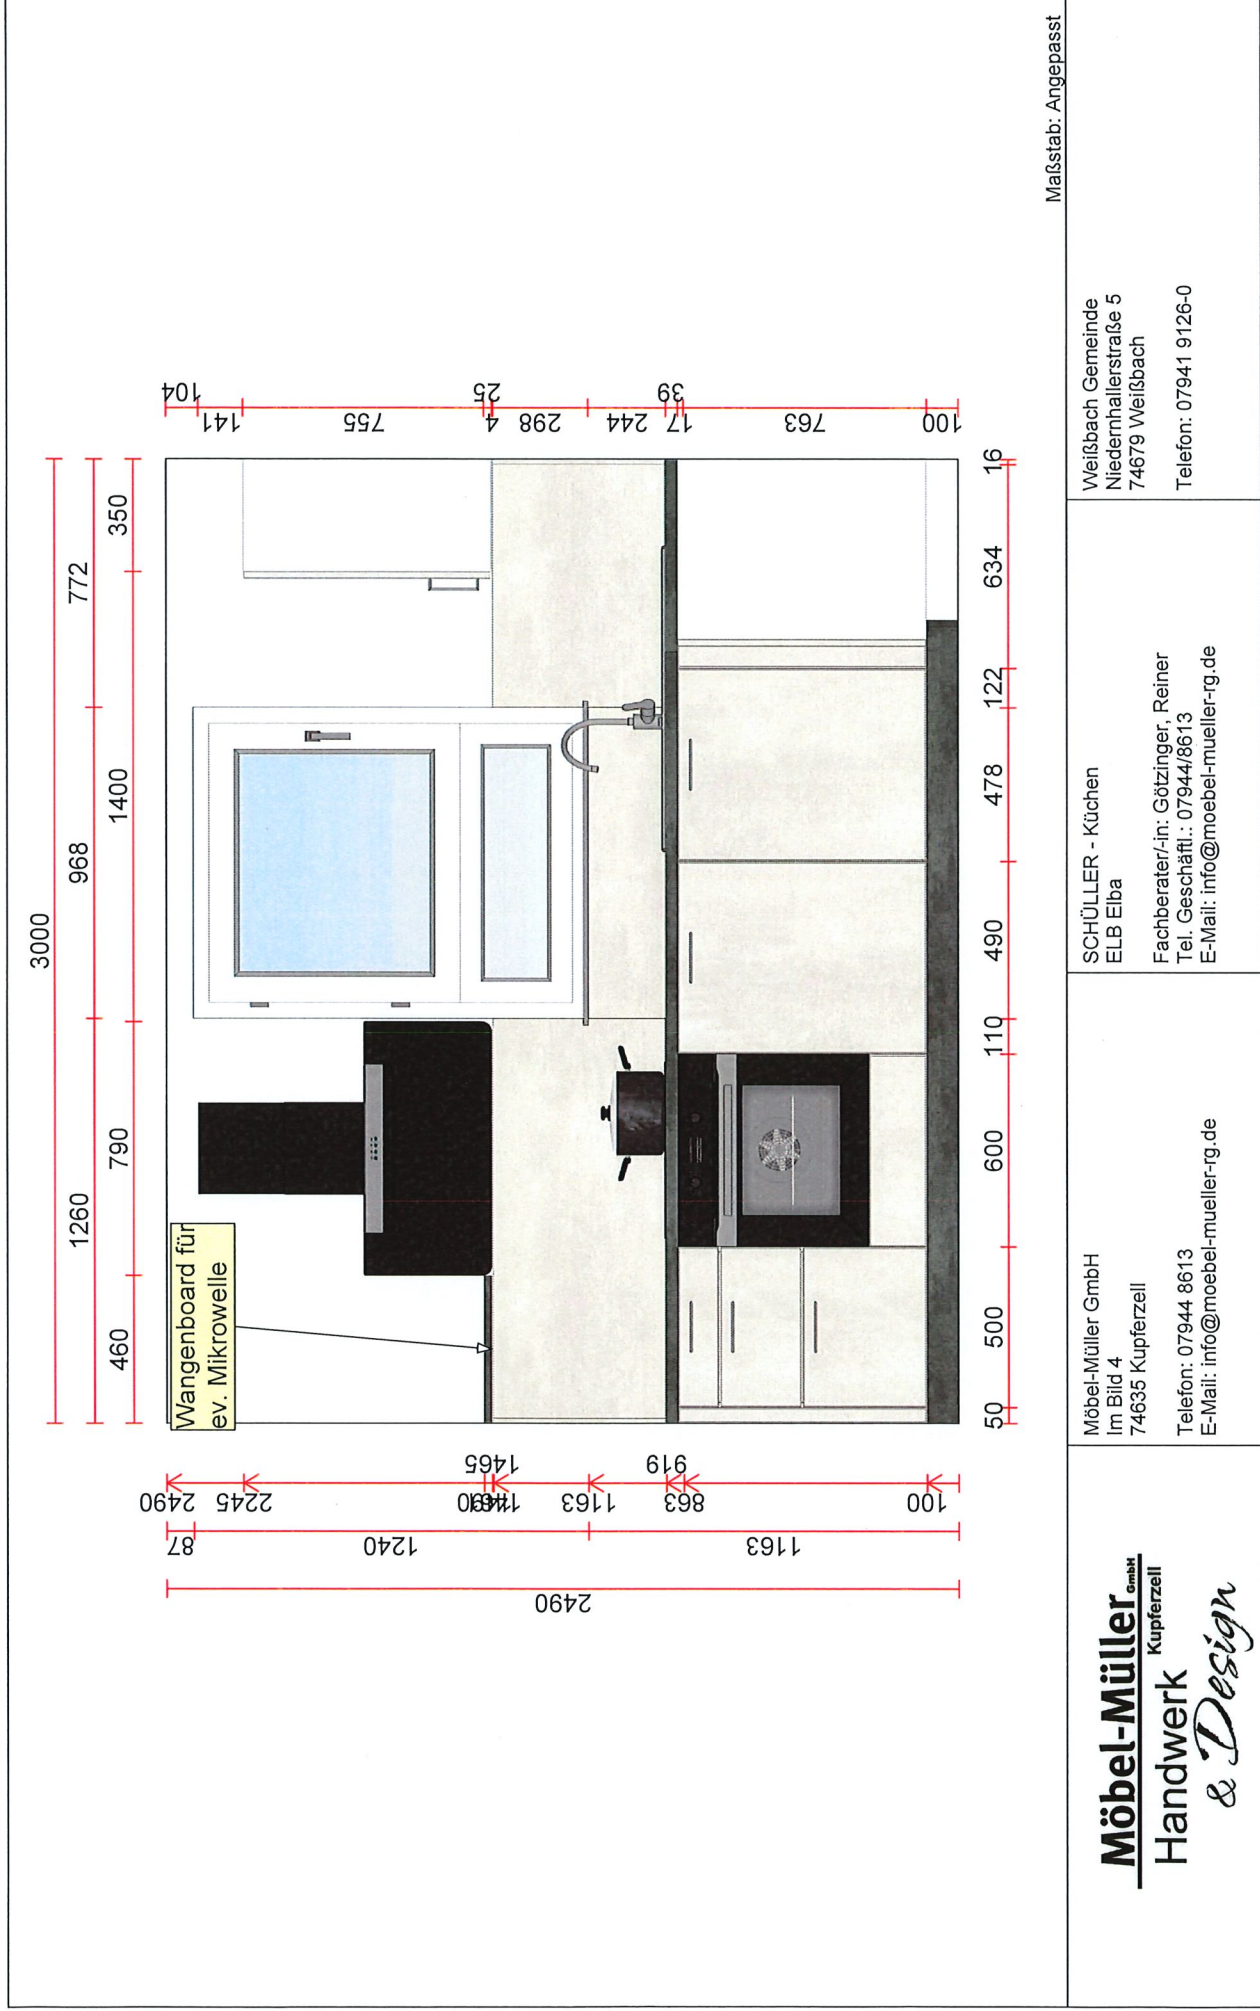 3000
1260
968
772
460
790
1400
350
Wangenboard für
ev. Mikrowelle
2490
87
1240
1163
2490
2245
1465
1163
919
863
100
104
141
755
25
4
298
244
39
17
763
100
50
500
600
110
490
478
122
634
16
Maßstab: Angepasst
Möbel-Müller GmbH
Kupferzell
Handwerk
& Design
Möbel-Müller GmbH
Im Bild 4
74635 Kupferzell
Telefon: 07944 8613
E-Mail: info@moebel-mueller-rg.de
SCHÜLLER - Küchen
ELB Elba
Fachberater/-in: Götzinger, Reiner
Tel. Geschäftl.: 07944/8613
E-Mail: info@moebel-mueller-rg.de
Weißbach Gemeinde
Niedernhallerstraße 5
74679 Weißbach
Telefon: 07941 9126-0